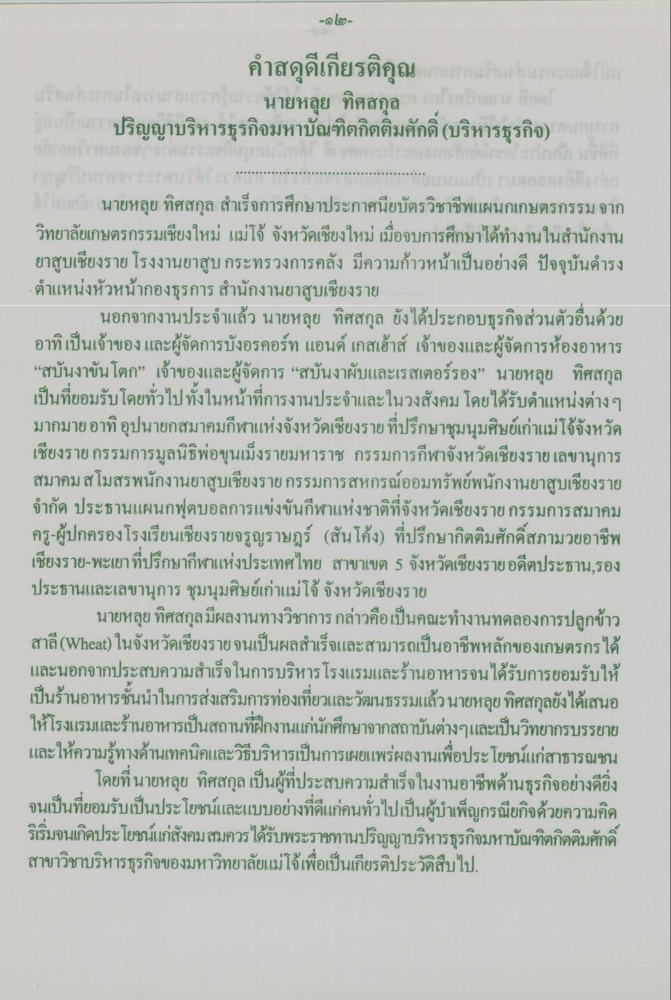 -๑๒-
คำสดุดีเกียรติคุณ
นายหลุย ทิศสกุล
ปริญญาบริหารธุรกิจมหาบัณฑิตกิตติมศักดิ์ (บริหารธุรกิจ)
นายหลุย ทิศสกุล สำเร็จการศึกษาประกาศนียบัตรวิชาชีพแผนกเกษตรกรรม จาก
วิทยาลัยเกษตรกรรมเชียงใหม่ แม่โจ้ จังหวัดเชียงใหม่ เมื่อจบการศึกษาได้ทำงานในสำนักงาน
ยาสูบเชียงราย โรงงานยาสูบ กระทรวงการคลัง มีความก้าวหน้าเป็นอย่างดี ปัจจุบันดำรง
ตำแหน่งหัวหน้ากองธุรการ สำนักงานยาสูบเชียงราย
นอกจากงานประจำแล้ว นายหลุย ทิศสกุล ยังได้ประกอบธุรกิจส่วนตัวอื่นด้วย
อาทิ เป็นเจ้าของ และผู้จัดการบังอรคอร์ท แอนด์ เกสเฮ้าส์ เจ้าของและผู้จัดการห้องอาหาร
“สบันงาขันโตก” เจ้าของและผู้จัดการ “สบันงาผับและเรสเตอร์รอง” นายหลุย ทิศสกุล
เป็นที่ยอมรับโดยทั่วไป ทั้งในหน้าที่การงานประจำและในวงสังคม โดยได้รับตำแหน่งต่าง ๆ
มากมาย อาทิ อุปนายกสมาคมกีฬาแห่งจังหวัดเชียงราย ที่ปรึกษาชุมนุมศิษย์เก่าแม่โจ้จังหวัด
เชียงราย กรรมการมูลนิธิพ่อขุนเม็งรายมหาราช กรรมการกีฬาจังหวัดเชียงราย เลขานุการ
สมาคม สโมสรพนักงานยาสูบเชียงราย กรรมการสหกรณ์ออมทรัพย์พนักงานยาสูบเชียงราย
จำกัด ประธานแผนกฟุตบอลการแข่งขันกีฬาแห่งชาติที่จังหวัดเชียงราย กรรมการสมาคม
ครู-ผู้ปกครองโรงเรียนเชียงรายจรูญราษฎร์ (สันโค้ง) ที่ปรึกษากิตติมศักดิ์สภามวยอาชีพ
เชียงราย-พะเยา ที่ปรึกษากีฬาแห่งประเทศไทย สาขาเขต 5 จังหวัดเชียงราย อดีตประธาน,รอง
ประธานและเลขานุการ ชุมนุมศิษย์เก่าแม่โจ้ จังหวัดเชียงราย
นายหลุย ทิศสกุล มีผลงานทางวิชาการ กล่าวคือ เป็นคณะทำงานทดลองการปลูกข้าว
สาลี (Wheat) ในจังหวัดเชียงราย จนเป็นผลสำเร็จและสามารถเป็นอาชีพหลักของเกษตรกรได้
และนอกจากประสบความสำเร็จในการบริหารโรงแรมและร้านอาหารจนได้รับการยอมรับให้
เป็นร้านอาหารชั้นนำในการส่งเสริมการท่องเที่ยวและวัฒนธรรมแล้ว นายหลุย ทิศสกุลยังได้เสนอ
ให้โรงแรมและร้านอาหารเป็นสถานที่ฝึกงานแก่นักศึกษาจากสถาบันต่างๆและเป็นวิทยากรบรรยาย
และให้ความรู้ทางด้านเทคนิคและวิธีบริหารเป็นการเผยแพร่ผลงานเพื่อประโยชน์แก่สาธารณชน
โดยที่ นายหลุย ทิศสกุล เป็นผู้ที่ประสบความสำเร็จในงานอาชีพด้านธุรกิจอย่างดียิ่ง
จนเป็นที่ยอมรับ เป็นประโยชน์และแบบอย่างที่ดีแก่คนทั่วไป เป็นผู้บำเพ็ญกรณียกิจด้วยความคิด
ริเริ่มจนเกิดประโยชน์แก่สังคม สมควรได้รับพระราชทานปริญญาบริหารธุรกิจมหาบัณฑิตกิตติมศักดิ์
สาขาวิชาบริหารธุรกิจของมหาวิทยาลัยแม่โจ้เพื่อเป็นเกียรติประวัติสืบไป.